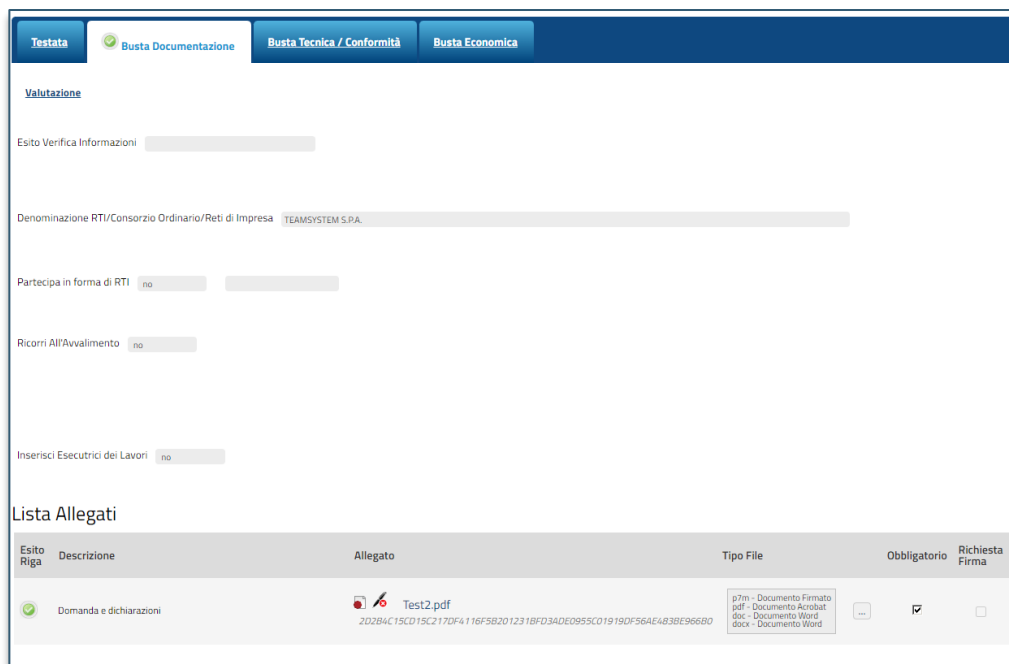 Testata
Busta Documentazione
Busta Tecnica / Conformità
Busta Economica
Valutazione
Esito Verifica Informazioni
Denominazione RTI/Consorzio Ordinario/Reti di Impresa TEAMSYSTEM S.P.A.
Partecipa in forma di RTI no
Ricorri All'Avvalimento no
Inserisci Esecutrici dei Lavori no
Lista Allegati
Esito Riga Descrizione Allegato Tipo File Obbligatorio Richiesta Firma
Domanda e dichiarazioni
Test2.pdf
2D2B4C15CD15C217DF4116F5B201231BFD3ADE0955C01919DF56AE483BE966B0
p7m - Documento Firmato
pdf - Documento Acrobat
doc - Documento Word
docx - Documento Word
...